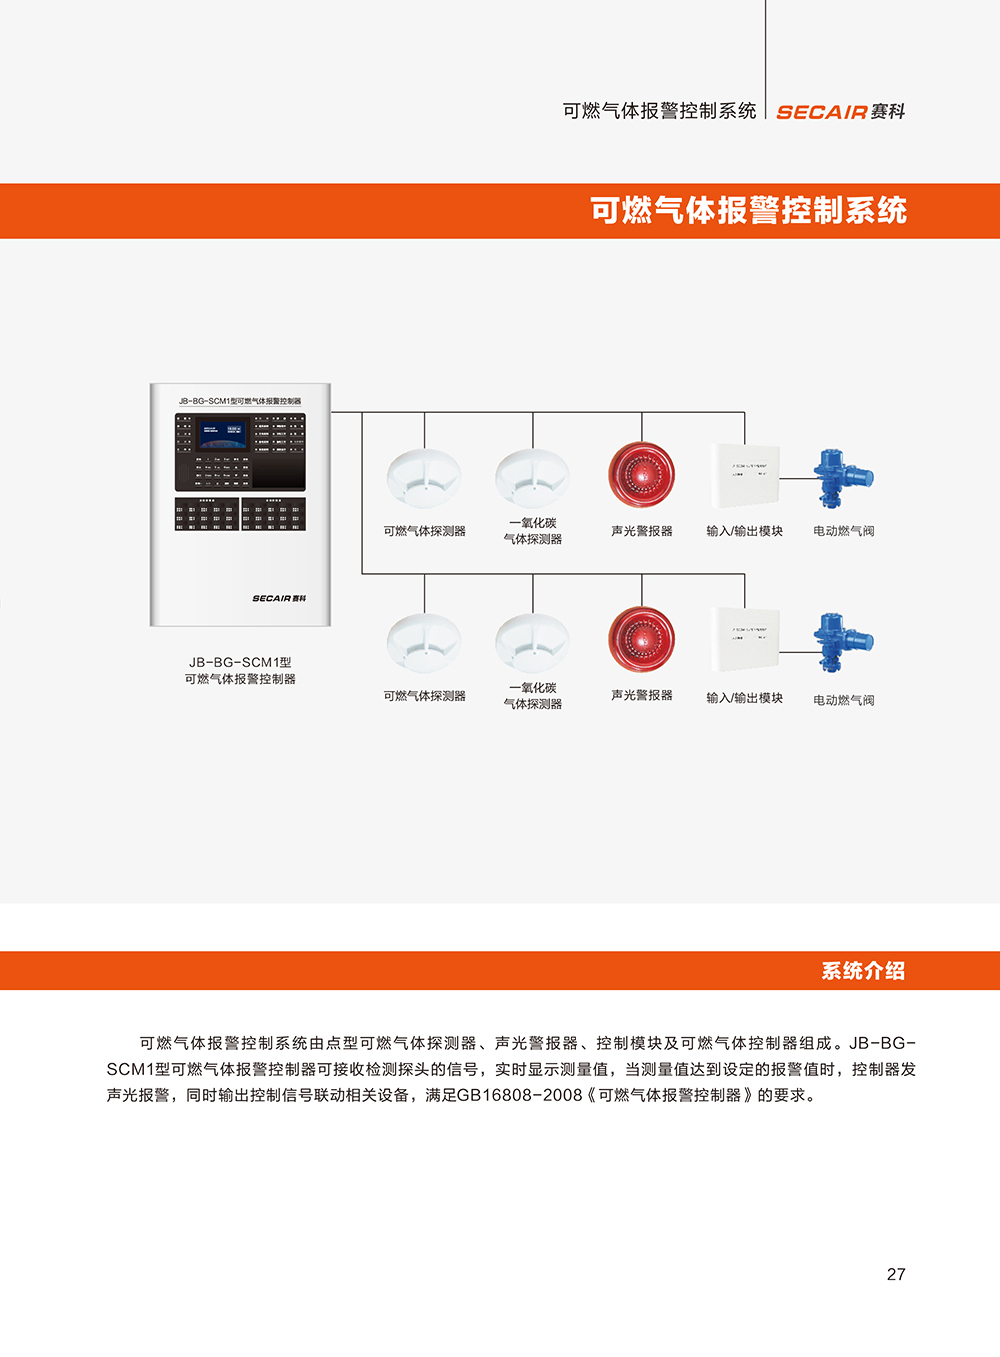 可燃气体报警控制系统 SECAIR赛科
可燃气体报警控制系统
JB-BG-SCM1型可燃气体报警控制器
SECAIR赛科
JB-BG-SCM1型
可燃气体报警控制器
可燃气体探测器
一氧化碳
气体探测器
声光警报器
输入/输出模块
电动燃气阀
可燃气体探测器
一氧化碳
气体探测器
声光警报器
输入/输出模块
电动燃气阀
系统介绍
可燃气体报警控制系统由点型可燃气体探测器、声光警报器、控制模块及可燃气体控制器组成。JB-BG-
SCM1型可燃气体报警控制器可接收检测探头的信号，实时显示测量值，当测量值达到设定的报警值时，控制器发
声光报警，同时输出控制信号联动相关设备，满足GB16808-2008《可燃气体报警控制器》的要求。
27